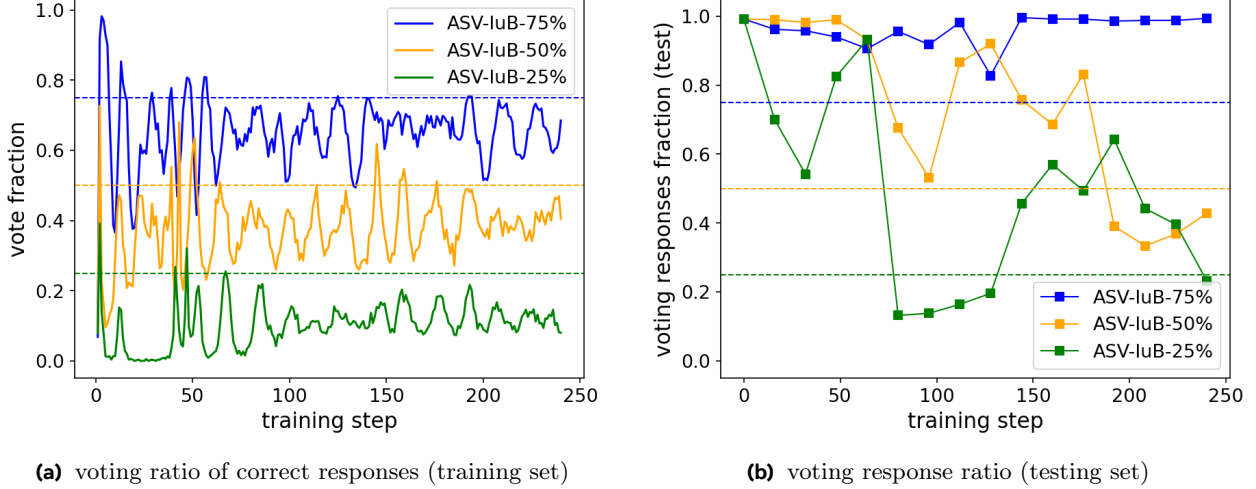 1.0
0.8
0.6
0.4
0.2
0.0
vote fraction
ASV-IuB-75%
ASV-IuB-50%
ASV-IuB-25%
0 50 100 150 200 250
training step
(a) voting ratio of correct responses (training set)
1.0
0.8
0.6
0.4
0.2
0.0
voting responses fraction (test)
ASV-IuB-75%
ASV-IuB-50%
ASV-IuB-25%
0 50 100 150 200 250
training step
(b) voting response ratio (testing set)